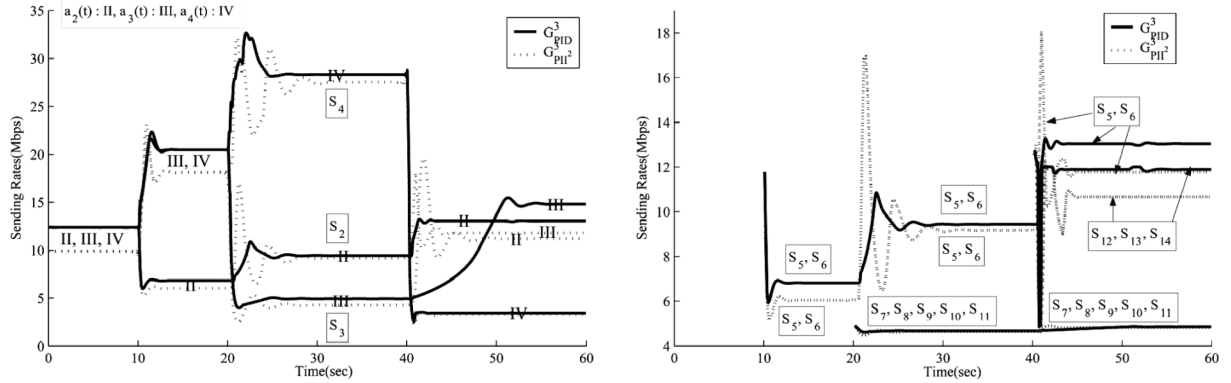 a2(t) : II, a3(t) : III, a4(t) : IV
35
30
25
20
15
10
5
0
Sending Rates(Mbps)
0 10 20 30 40 50 60
Time(sec)
G³PID
G³PII²
II, III, IV
III, IV
II
IV
S4
S2
II
III
S3
II
III
II
III
IV
18
16
14
12
10
8
6
4
Sending Rates(Mbps)
0 10 20 30 40 50 60
Time(sec)
G³PID
G³PII²
S5, S6
S5, S6
S5, S6
S5, S6
S7, S8, S9, S10, S11
S5, S6
S12, S13, S14
S7, S8, S9, S10, S11